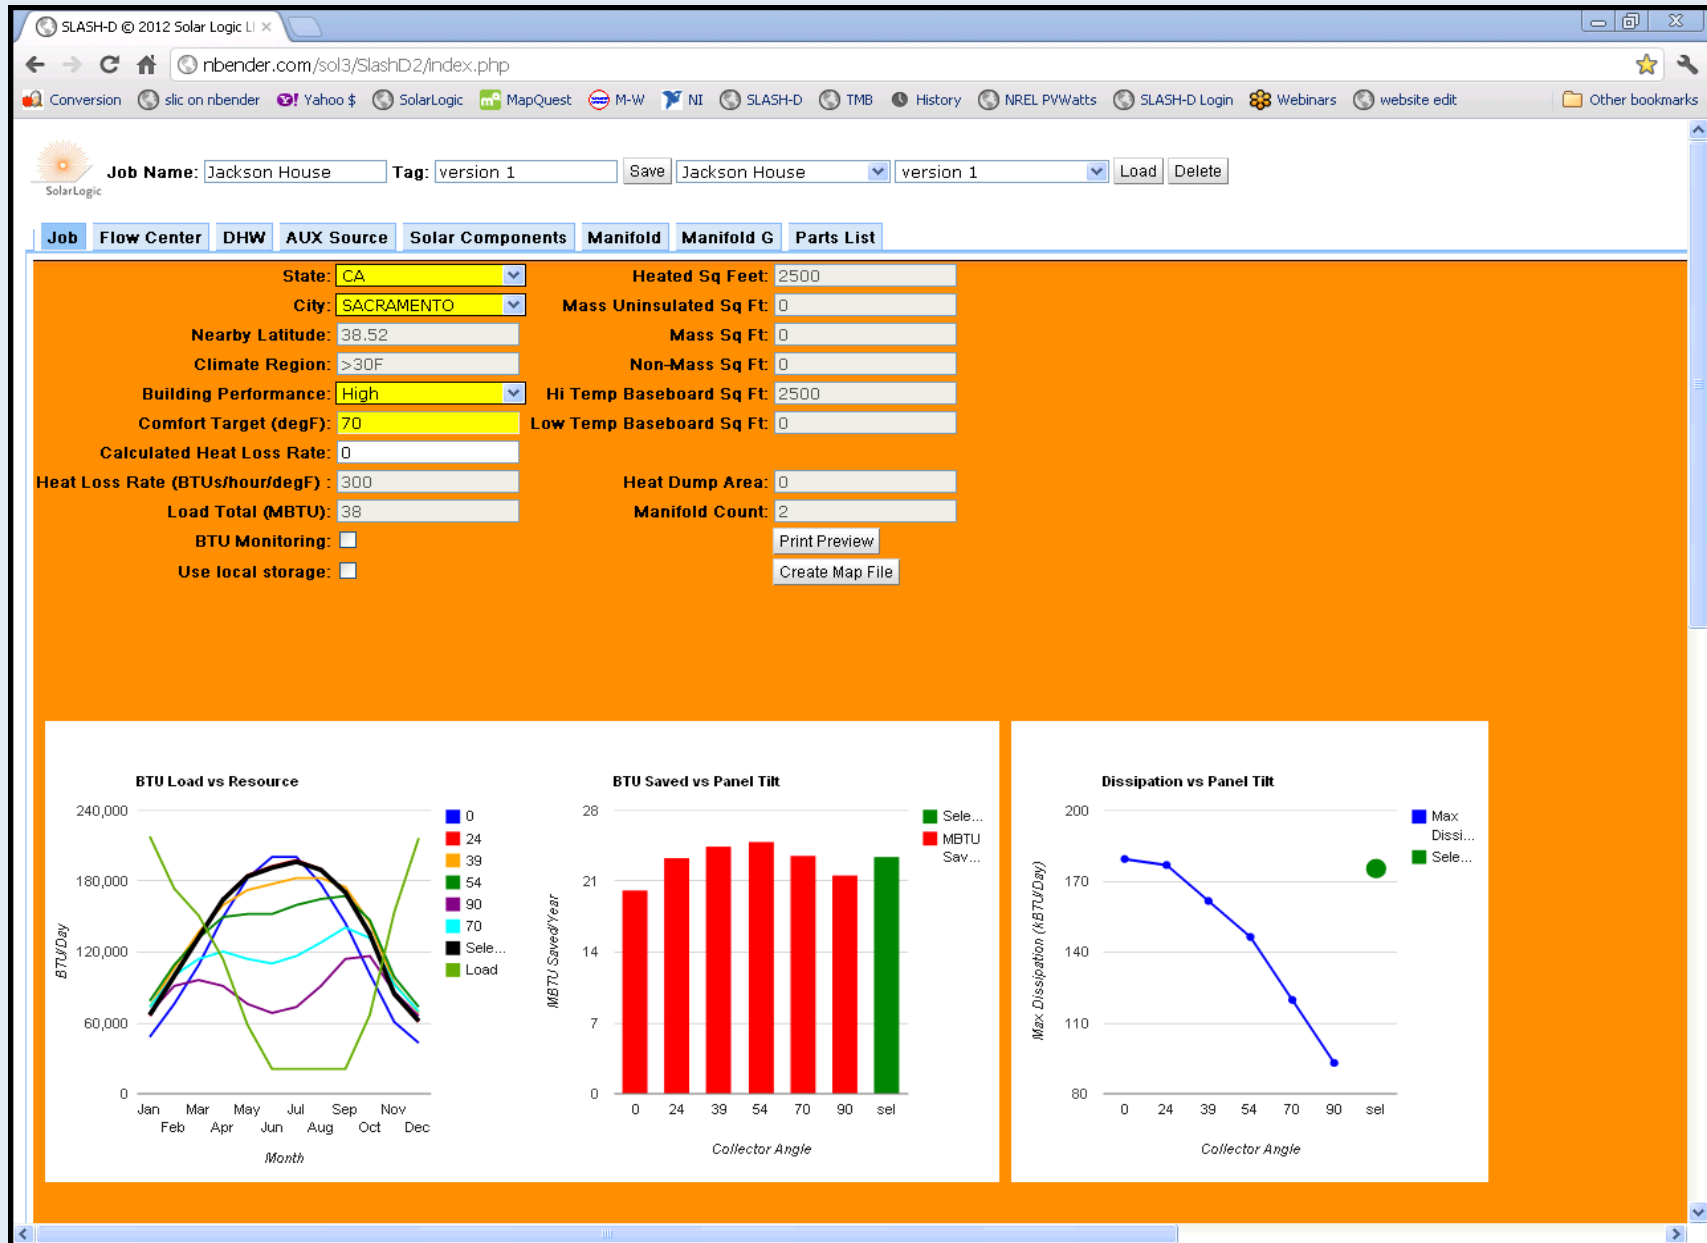 SLASH-D © 2012 Solar Logic Ll
nbender.com/sol3/SlashD2/index.php
Conversion slic on nbender Yahoo $ SolarLogic MapQuest M-W NI SLASH-D TMB History NREL PVWatts SLASH-D Login Webinars website edit Other bookmarks
SolarLogic
Job Name: Jackson House Tag: version 1 Save Jackson House version 1 Load Delete
Job Flow Center DHW AUX Source Solar Components Manifold Manifold G Parts List
State: CA Heated Sq Feet: 2500
City: SACRAMENTO Mass Uninsulated Sq Ft: 0
Nearby Latitude: 38.52 Mass Sq Ft: 0
Climate Region: >30F Non-Mass Sq Ft: 0
Building Performance: High Hi Temp Baseboard Sq Ft: 2500
Comfort Target (degF): 70 Low Temp Baseboard Sq Ft: 0
Calculated Heat Loss Rate: 0
Heat Loss Rate (BTUs/hour/degF) : 300 Heat Dump Area: 0
Load Total (MBTU): 38 Manifold Count: 2
BTU Monitoring: Print Preview
Use local storage: Create Map File
BTU Load vs Resource
240,000
180,000
120,000
60,000
0
BTU/Day
Jan Mar May Jul Sep Nov
Feb Apr Jun Aug Oct Dec
Month
0
24
39
54
90
70
Sele...
Load
BTU Saved vs Panel Tilt
28
21
14
7
0
MBTU Saved/Year
0 24 39 54 70 90 sel
Collector Angle
Sele...
MBTU
Sav...
Dissipation vs Panel Tilt
200
170
140
110
80
Max Dissipation (kBTU/Day)
0 24 39 54 70 90 sel
Collector Angle
Max
Dissi...
Sele...